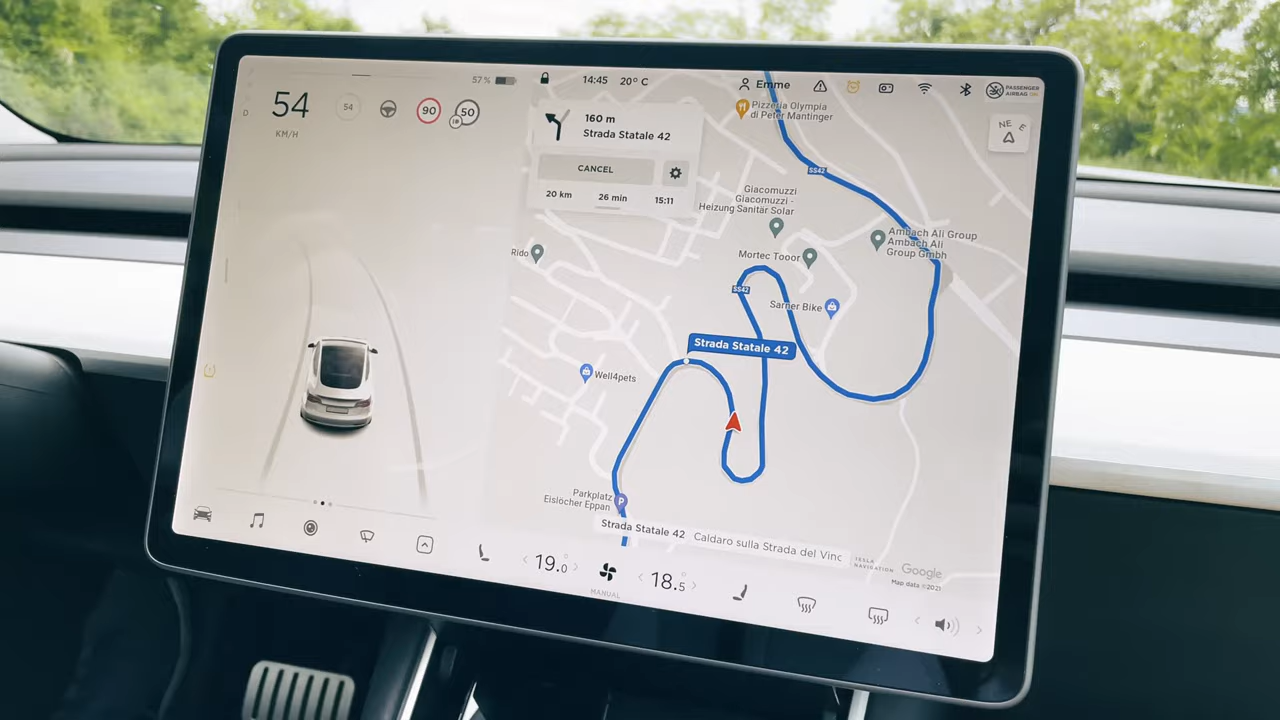 57 %
14:45
20° C
Emme
PASSENGER
AIRBAG ON
54
KM/H
54
90
50
160 m
Strada Statale 42
CANCEL
20 km
26 min
15:11
NE
E
Pizzeria Olympia
di Peter Mantinger
SS42
Giacomuzzi
Giacomuzzi -
Heizung Sanitär Solar
Mortec Tooor
Ambach Ali Group
Ambach Ali
Group Gmbh
Rido
SS42
Sarner Bike
Strada Statale 42
Well4pets
Parkplatz
Eislöcher Eppan
Strada Statale 42
Caldaro sulla Strada del Vinc
TESLA
NAVIGATION
Google
Map data ©2021
19.0
MANUAL
18.5